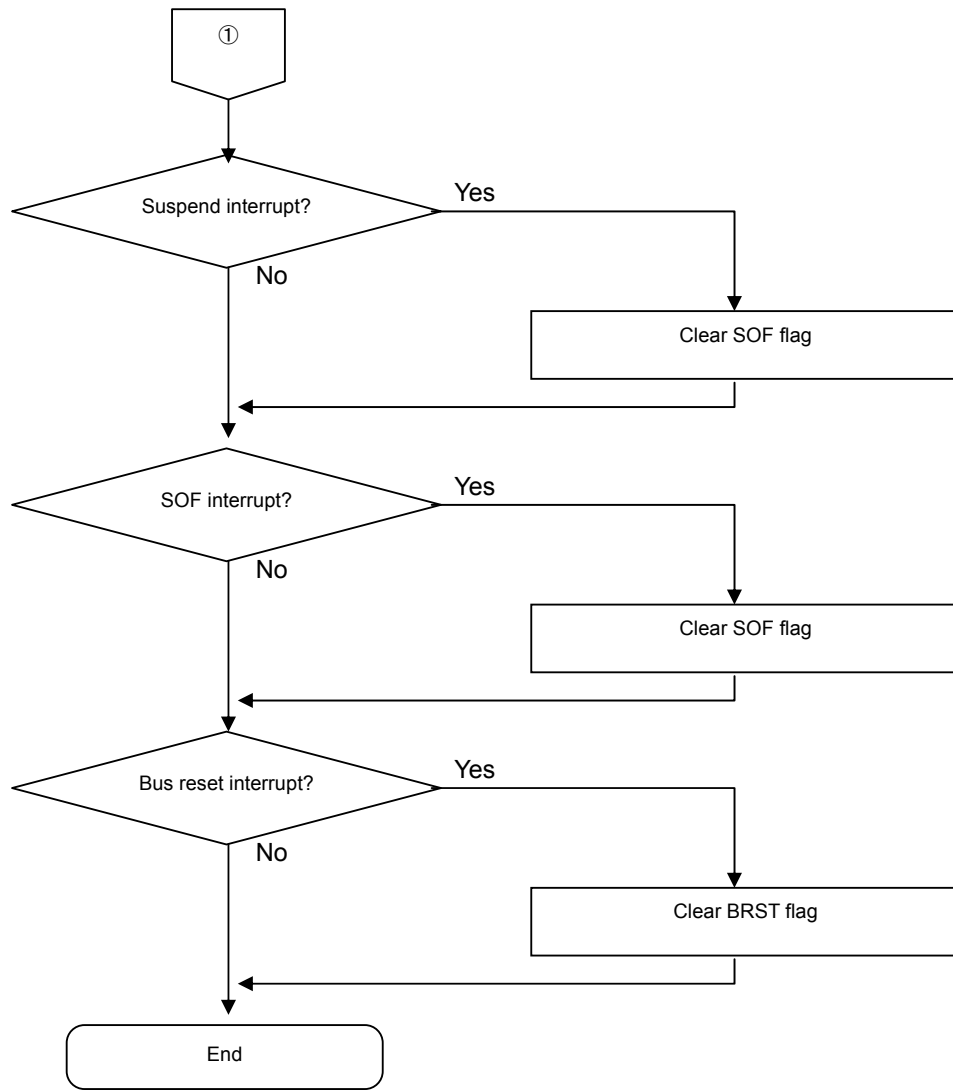 ①
Suspend interrupt?
Yes
No
Clear SOF flag
SOF interrupt?
Yes
No
Clear SOF flag
Bus reset interrupt?
Yes
No
Clear BRST flag
End